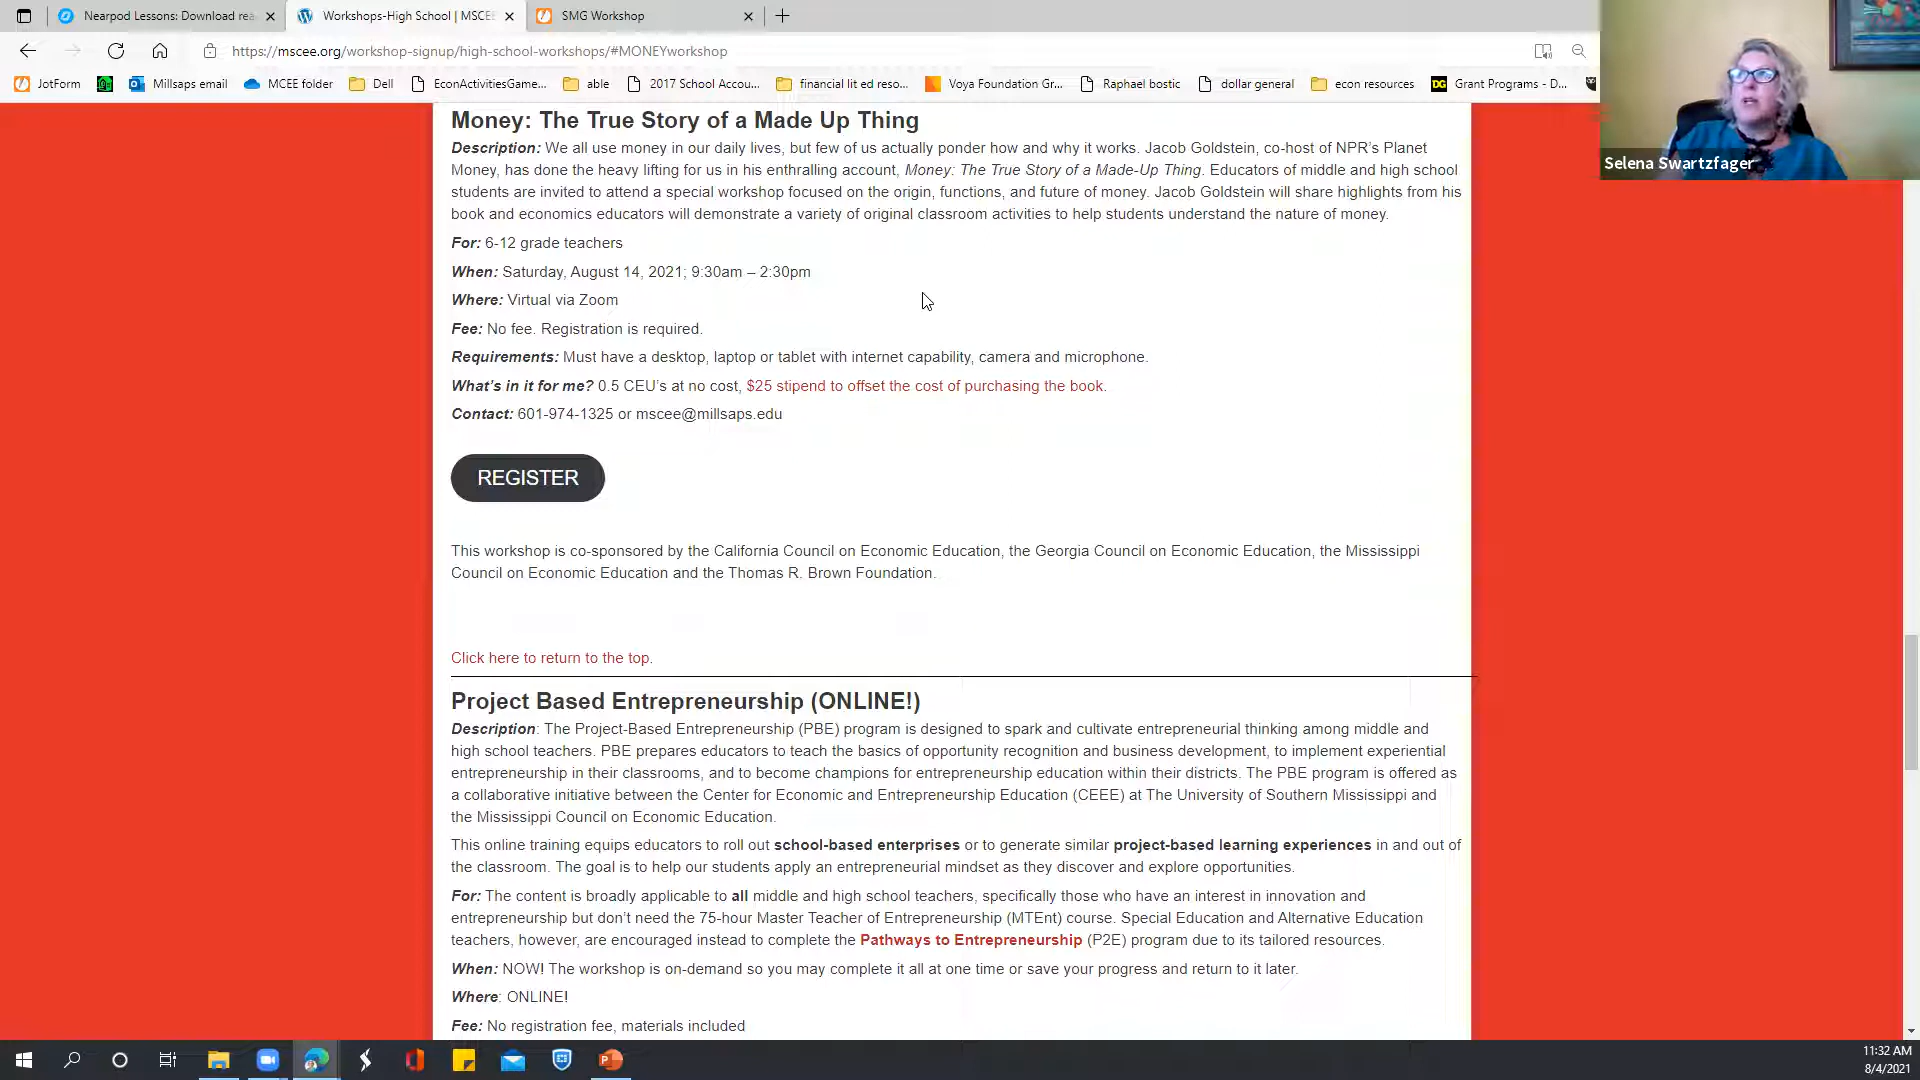 Nearpod Lessons: Download rea
Workshops-High School | MSCEE
SMG Workshop
https://mscee.org/workshop-signup/high-school-workshops/#MONEYworkshop
JotForm
Millsaps email
MCEE folder
Dell
EconActivitiesGame...
able
2017 School Accou...
financial lit ed reso...
Voya Foundation Gr...
Raphael bostic
dollar general
econ resources
DG
Grant Programs - D...
Selena Swartzfager
Money: The True Story of a Made Up Thing
Description: We all use money in our daily lives, but few of us actually ponder how and why it works. Jacob Goldstein, co-host of NPR's Planet
Money, has done the heavy lifting for us in his enthralling account, Money: The True Story of a Made-Up Thing. Educators of middle and high school
students are invited to attend a special workshop focused on the origin, functions, and future of money. Jacob Goldstein will share highlights from his
book and economics educators will demonstrate a variety of original classroom activities to help students understand the nature of money.
For: 6-12 grade teachers
When: Saturday, August 14, 2021; 9:30am – 2:30pm
Where: Virtual via Zoom
Fee: No fee. Registration is required.
Requirements: Must have a desktop, laptop or tablet with internet capability, camera and microphone.
What's in it for me? 0.5 CEU's at no cost, $25 stipend to offset the cost of purchasing the book.
Contact: 601-974-1325 or mscee@millsaps.edu
REGISTER
This workshop is co-sponsored by the California Council on Economic Education, the Georgia Council on Economic Education, the Mississippi
Council on Economic Education and the Thomas R. Brown Foundation.
Click here to return to the top.
Project Based Entrepreneurship (ONLINE!)
Description: The Project-Based Entrepreneurship (PBE) program is designed to spark and cultivate entrepreneurial thinking among middle and
high school teachers. PBE prepares educators to teach the basics of opportunity recognition and business development, to implement experiential
entrepreneurship in their classrooms, and to become champions for entrepreneurship education within their districts. The PBE program is offered as
a collaborative initiative between the Center for Economic and Entrepreneurship Education (CEEE) at The University of Southern Mississippi and
the Mississippi Council on Economic Education.
This online training equips educators to roll out school-based enterprises or to generate similar project-based learning experiences in and out of
the classroom. The goal is to help our students apply an entrepreneurial mindset as they discover and explore opportunities.
For: The content is broadly applicable to all middle and high school teachers, specifically those who have an interest in innovation and
entrepreneurship but don't need the 75-hour Master Teacher of Entrepreneurship (MTEnt) course. Special Education and Alternative Education
teachers, however, are encouraged instead to complete the Pathways to Entrepreneurship (P2E) program due to its tailored resources.
When: NOW! The workshop is on-demand so you may complete it all at one time or save your progress and return to it later.
Where: ONLINE!
Fee: No registration fee, materials included
11:32 AM
8/4/2021